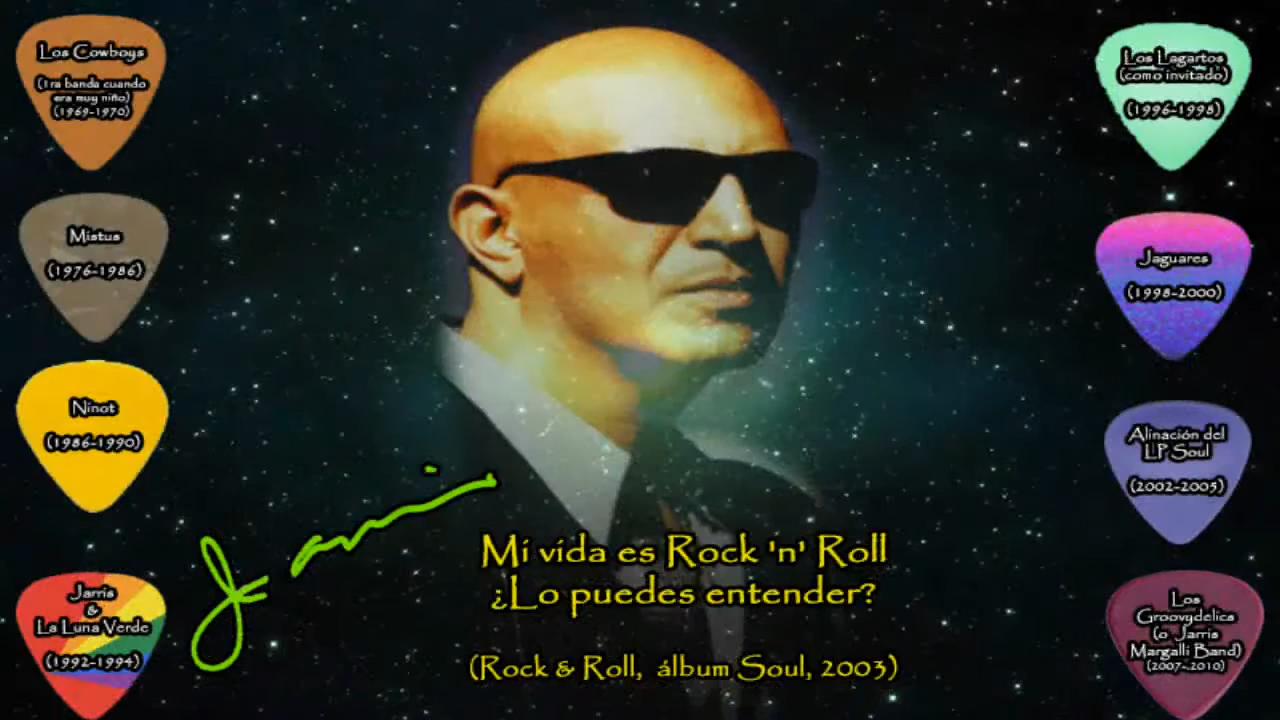 Los Cowboys
(1ra banda cuando
era muy niño)
(1969-1970)
Mistus
(1976-1986)
Ninot
(1986-1990)
Jarris
&
La Luna Verde
(1992-1994)
Jarris
Mi vida es Rock 'n' Roll
¿Lo puedes entender?
(Rock & Roll, álbum Soul, 2003)
Los Lagartos
(como invitado)
(1996-1998)
Jaguares
(1998-2000)
Alinación del
LP Soul
(2002-2005)
Los
Groovydelics
(o Jarris
Margalli Band)
(2007-2010)